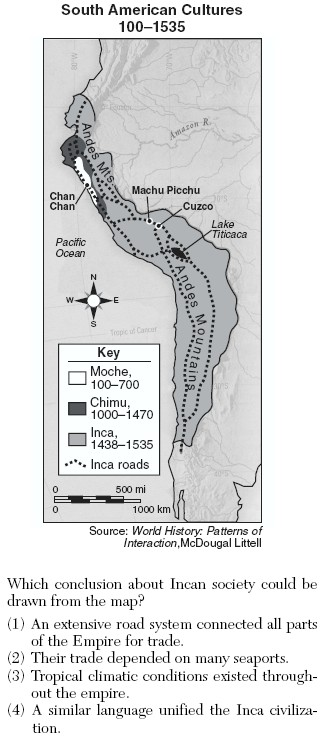 South American Cultures
100–1535
80°W
Andes Mts.
Amazon R.
Machu Picchu
Cuzco
Chan
Chan
Lake
Titicaca
Pacific
Ocean
Andes Mountains
N
W
E
S
Tropic of Cancer
Key
Moche,
100–700
Chimu,
1000–1470
Inca,
1438–1535
Inca roads
0
500 mi
0
1000 km
Source: World History: Patterns of
Interaction,McDougal Littell
Which conclusion about Incan society could be
drawn from the map?
(1) An extensive road system connected all parts
of the Empire for trade.
(2) Their trade depended on many seaports.
(3) Tropical climatic conditions existed through-
out the empire.
(4) A similar language unified the Inca civiliza-
tion.